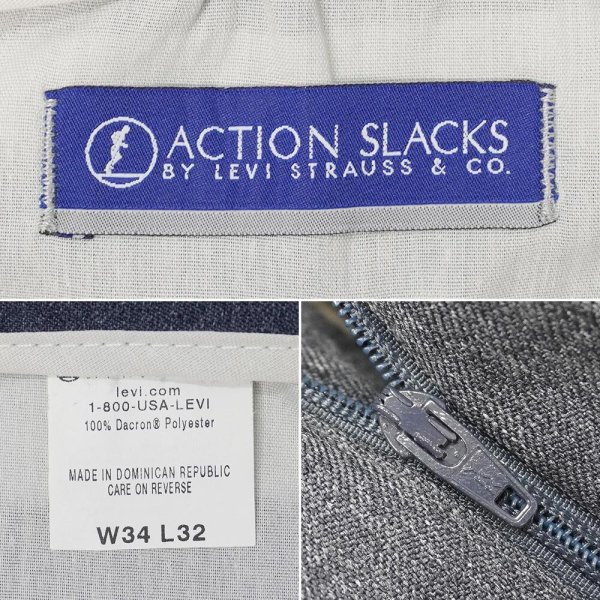 ACTION SLACKS
BY LEVI STRAUSS & CO.
levi.com
1-800-USA-LEVI
100% Dacron® Polyester
MADE IN DOMINICAN REPUBLIC
CARE ON REVERSE
W34 L32